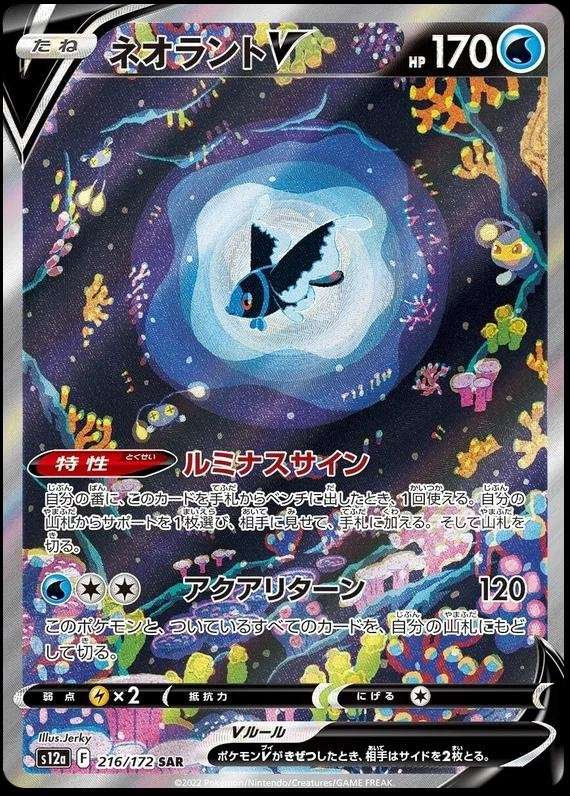 たね ネオラントV HP 170
特性 とくせい ルミナスサイン
自分の番に、このカードを手札からベンチに出したとき、1回使える。自分の
山札からサポートを1枚選び、相手に見せて、手札に加える。そして山札を
切る。
アクアリターン 120
このポケモンと、ついているすべてのカードを、自分の山札にもど
して切る。
弱点 ×2 抵抗力 にげる
Illus.Jerky
Vルール
s12a F 216/172 SAR
ポケモンVがきぜつしたとき、相手はサイドを2枚とる。
©2022 Pokémon/Nintendo/Creatures/GAME FREAK.